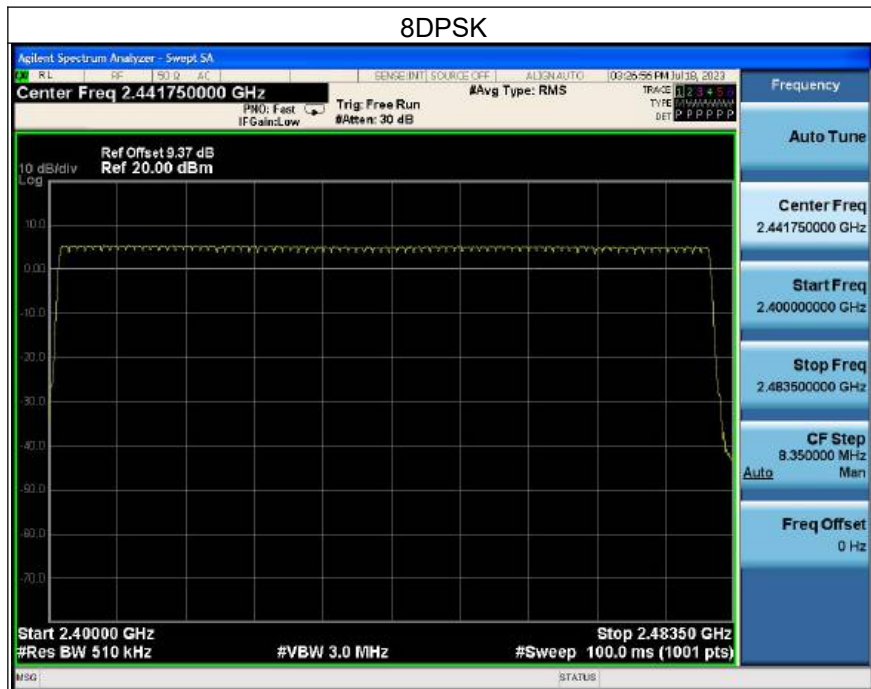 8DPSK
Agilent Spectrum Analyzer - Swept SA
RL RF 50 Ω AC SENSE:INT SOURCE OFF ALIGN AUTO 03:26:56 PM Jul 18, 2023
Center Freq 2.441750000 GHz
PNO: Fast
IFGain:Low
Trig: Free Run
#Atten: 30 dB
#Avg Type: RMS
TRACE 1 2 3 4 5 6
TYPE
DET P P P P P P
Ref Offset 9.37 dB
10 dB/div Ref 20.00 dBm
Log
10.0
0.00
-10.0
-20.0
-30.0
-40.0
-50.0
-60.0
-70.0
Start 2.40000 GHz
Stop 2.48350 GHz
#Res BW 510 kHz
#VBW 3.0 MHz
#Sweep 100.0 ms (1001 pts)
MSG
STATUS
Frequency
Auto Tune
Center Freq
2.441750000 GHz
Start Freq
2.400000000 GHz
Stop Freq
2.483500000 GHz
CF Step
8.350000 MHz
Auto Man
Freq Offset
0 Hz